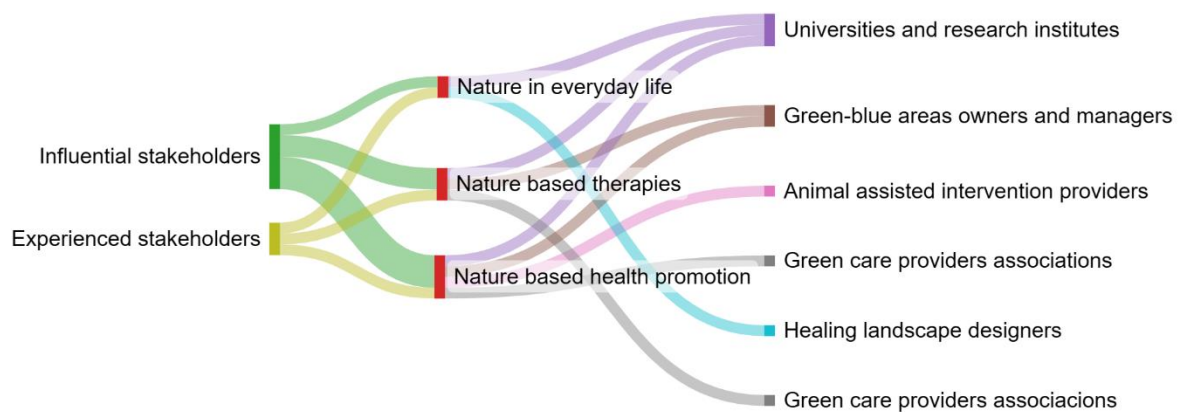 Influential stakeholders
Experienced stakeholders
Nature in everyday life
Nature based therapies
Nature based health promotion
Universities and research institutes
Green-blue areas owners and managers
Animal assisted intervention providers
Green care providers associations
Healing landscape designers
Green care providers associacions